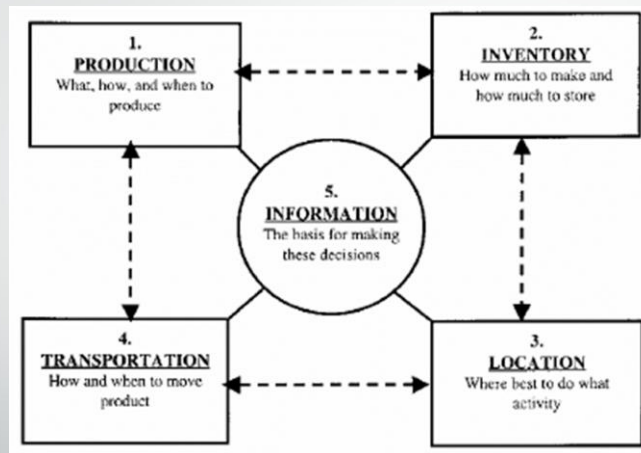 1.
PRODUCTION
What, how, and when to
produce
2.
INVENTORY
How much to make and
how much to store
5.
INFORMATION
The basis for making
these decisions
4.
TRANSPORTATION
How and when to move
product
3.
LOCATION
Where best to do what
activity